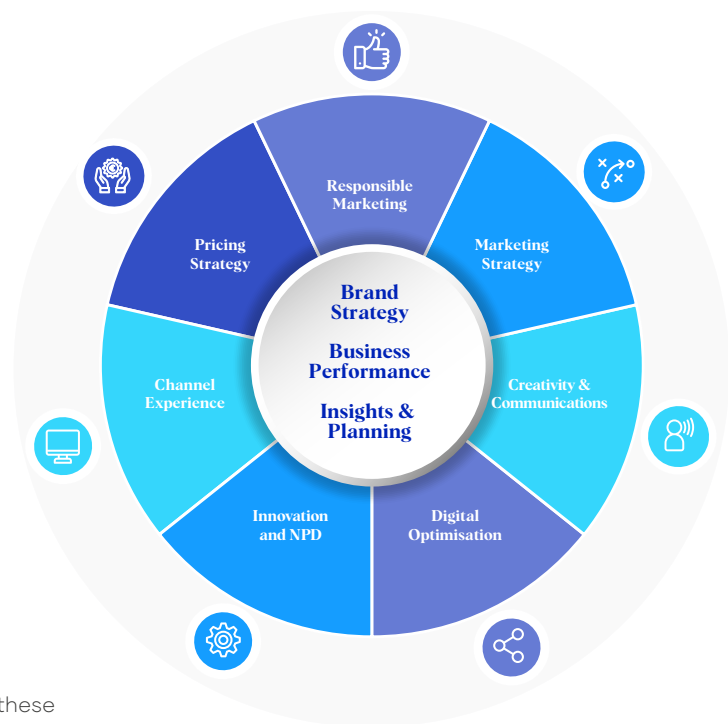 Responsible
Marketing
Marketing
Strategy
Creativity &
Communications
Digital
Optimisation
Innovation
and NPD
Channel
Experience
Pricing
Strategy
Brand
Strategy
Business
Performance
Insights &
Planning
these